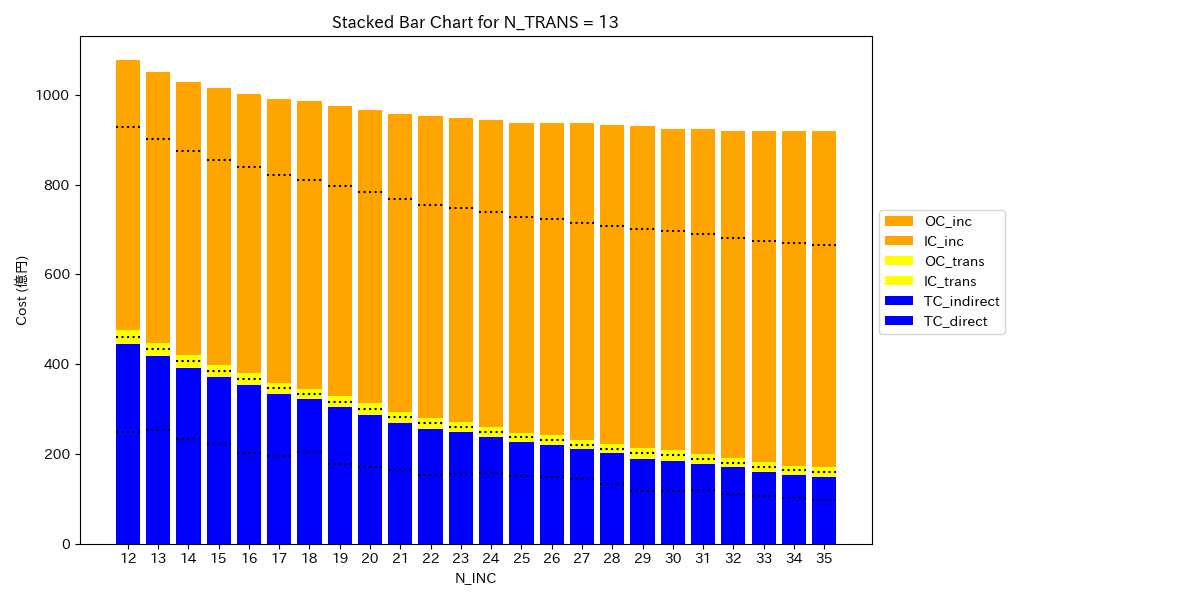 Stacked Bar Chart for N_TRANS = 13
Cost (億円)
1000
800
600
400
200
0
12 13 14 15 16 17 18 19 20 21 22 23 24 25 26 27 28 29 30 31 32 33 34 35
N_INC
OC_inc
IC_inc
OC_trans
IC_trans
TC_indirect
TC_direct